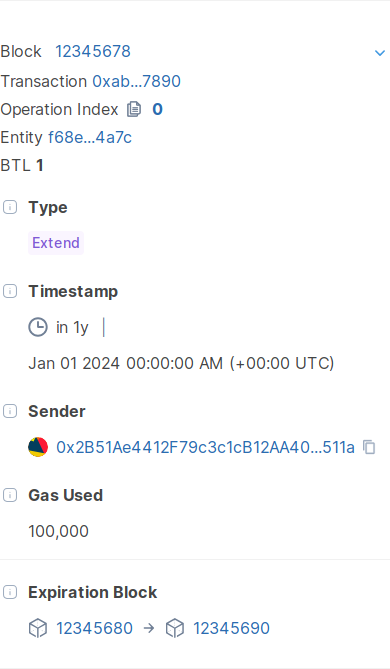 Block 12345678
Transaction 0xab...7890
Operation Index 0
Entity f68e...4a7c
BTL 1
Type
Extend
Timestamp
in 1y |
Jan 01 2024 00:00:00 AM (+00:00 UTC)
Sender
0x2B51Ae4412F79c3c1cB12AA40...511a
Gas Used
100,000
Expiration Block
12345680 → 12345690